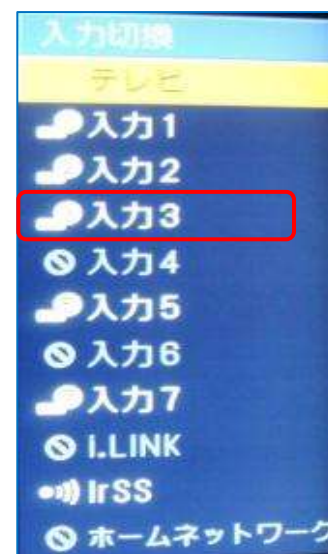 入力切換
テレビ
入力1
入力2
入力3
入力4
入力5
入力6
入力7
i.LINK
IrSS
ホームネットワーク